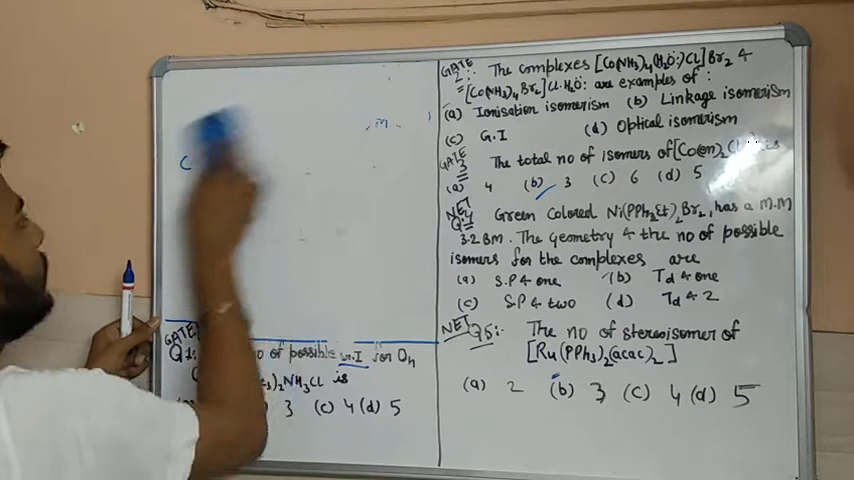 GATE
Q1: no of possible G.I for Oh
)2NH3Cl is
3 (c) 4 (d) 5
GATE
2:: The complexes [Co(NH3)4(H2O:)Cl]Br2 &
[Co(NH3)4Br2]Cl·H2O: are examples of:
(a) Ionisation isomerism (b) Linkage isomerism
(c) G.I (d) Optical isomerism
GATE
3 The total no of isomers of [Co(en)2 is
(a) 4 (b) 3 (c) 6 (d) 5
NET
Q:4 Green Colored Ni(PPh2Et)2Br2, has a M.M
3.2 BM. The geometry & the no of possible
isomers for the complexes are
(a) S.P & one (b) Td & one
(c) S.P & two (d) Td & 2
NET
Q5:- The no of stereoisomer of
[Ru(PPh3)2(acac)2]
(a) 2 (b) 3 (c) 4 (d) 5